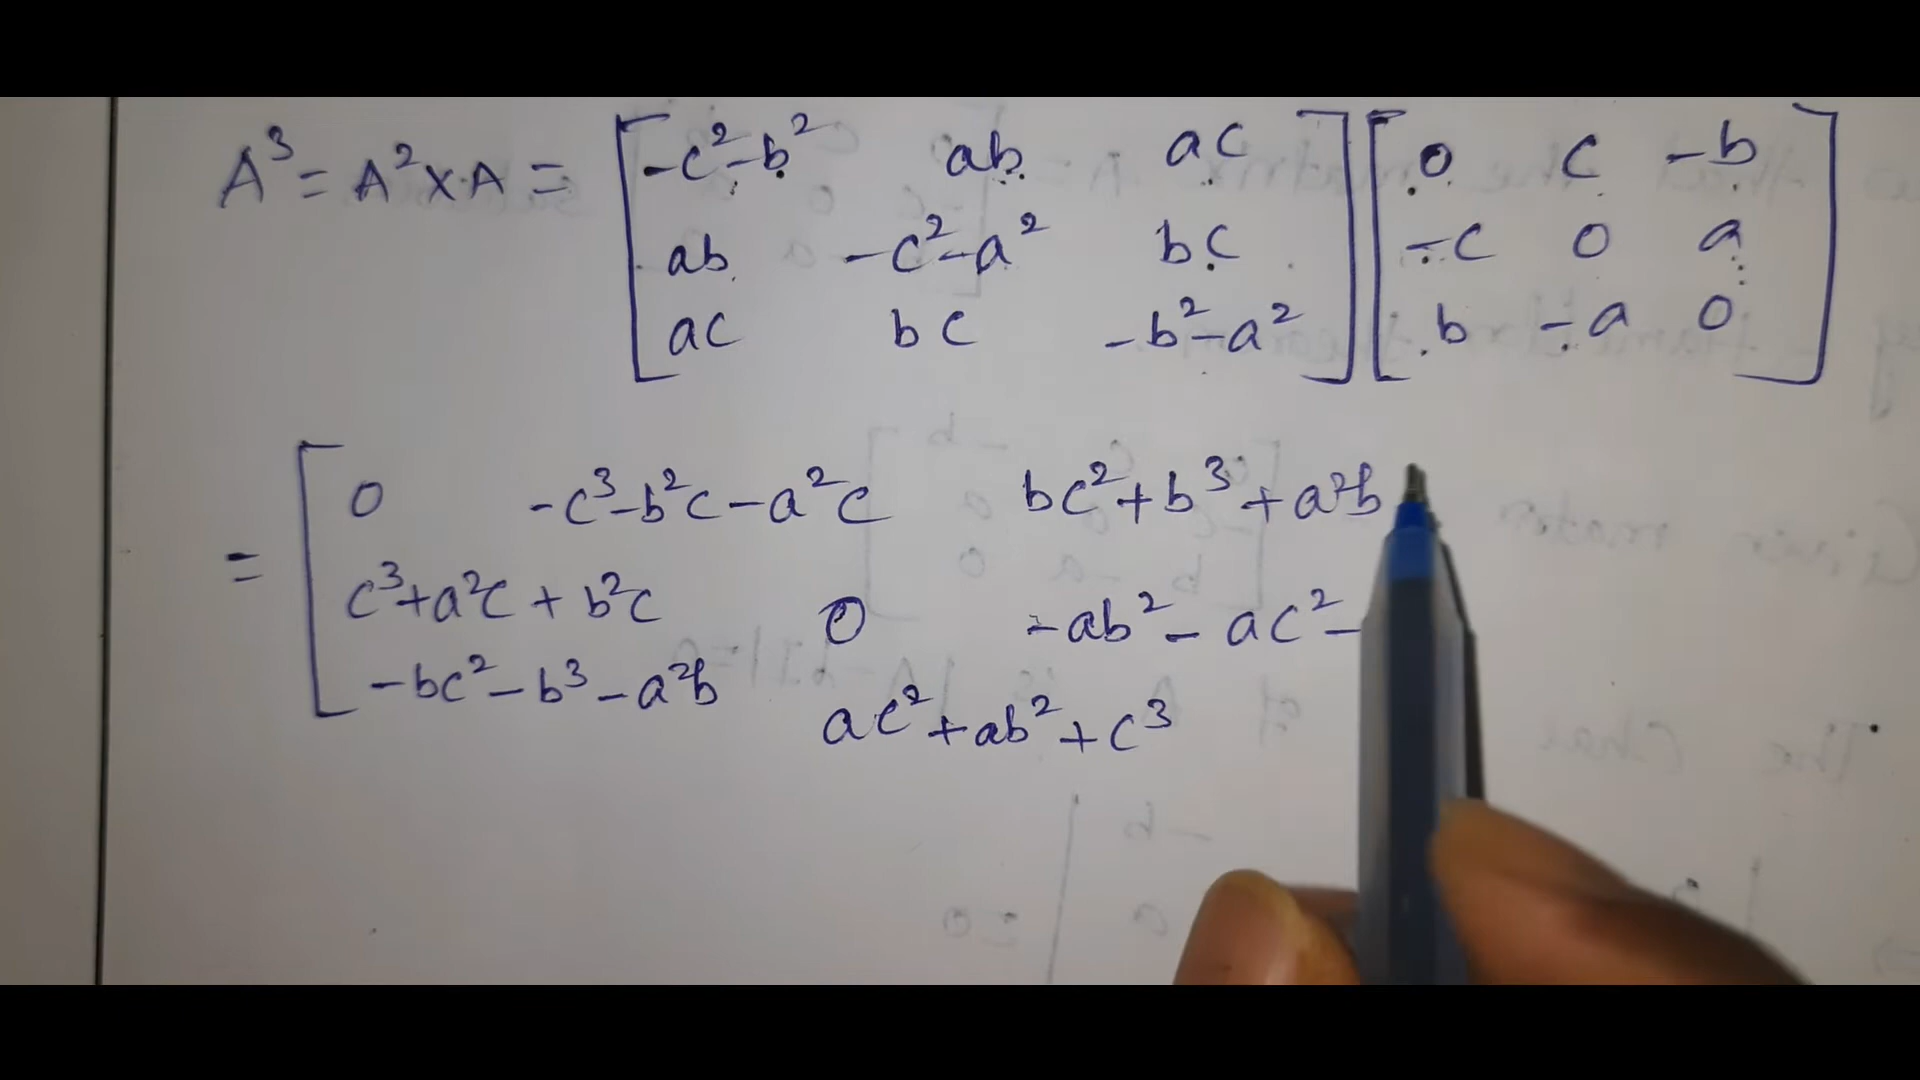 A³ = A² × A = [ -c²-b² ab ac ] [ 0 c -b ]
[ ab -c²-a² bc ] [ -c 0 a ]
[ ac bc -b²-a² ] [ b -a 0 ]
= [ 0 -c³-b²c-a²c bc²+b³+a²b
c³+a²c+b²c 0 -ab²-ac²-
-bc²-b³-a²b ac²+ab²+c³